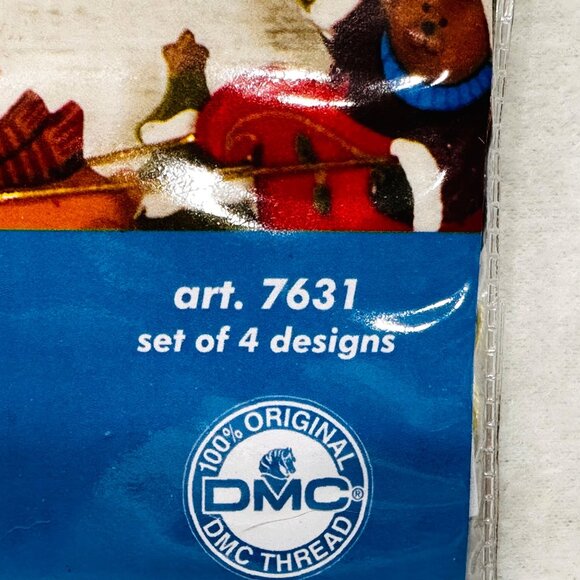 art. 7631
set of 4 designs
100% ORIGINAL
DMC®
DMC THREAD